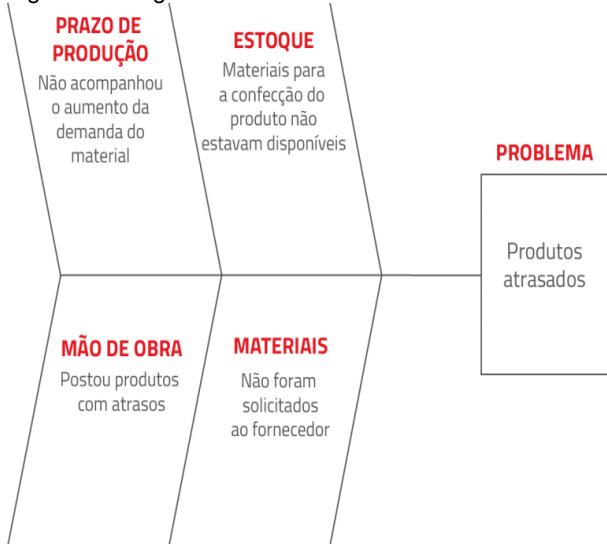 PRAZO DE
PRODUÇÃO
Não acompanhou
o aumento da
demanda do
material
ESTOQUE
Materiais para
a confecção do
produto não
estavam disponíveis
PROBLEMA
Produtos
atrasados
MÃO DE OBRA
Postou produtos
com atrasos
MATERIAIS
Não foram
solicitados
ao fornecedor